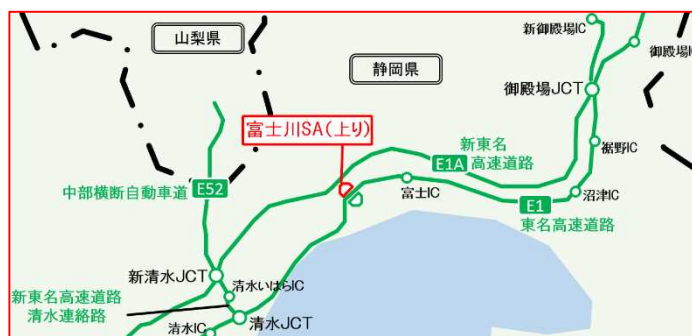 山梨県
新御殿場IC
静岡県
御殿場IC
御殿場JCT
富士川SA(上り)
新東名
高速道路
E1A
裾野IC
中部横断自動車道
E52
富士IC
沼津IC
E1
東名高速道路
新清水JCT
清水いはらIC
新東名高速道路
清水連絡路
清水IC
清水JCT